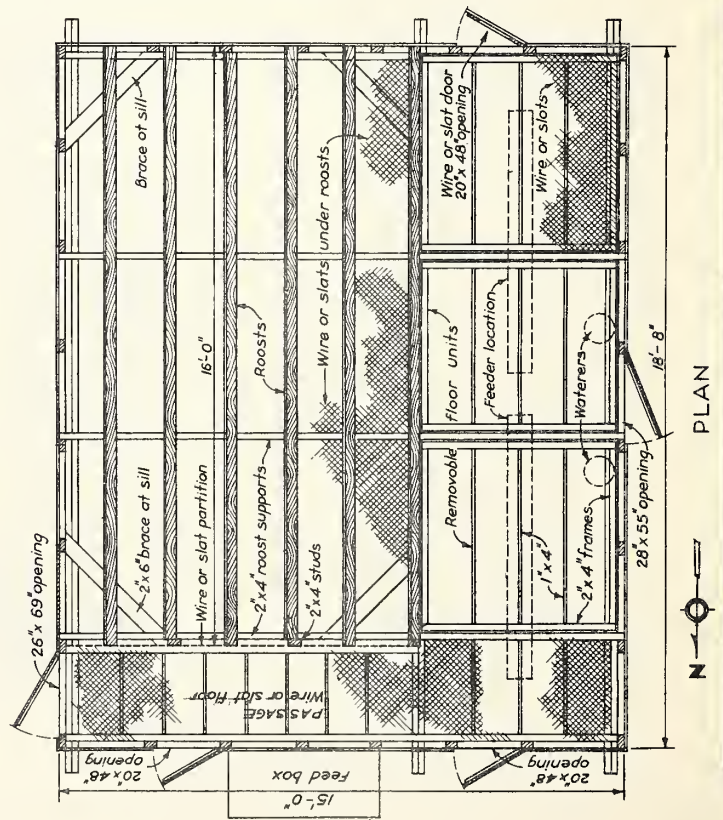 Brace at sill
Wire or slat door
20" x 48" opening
Wire or slots
16'-0"
Roosts
Wire or slats under roosts
2" x 6" brace at sill
Wire or slat partition
2" x 4" roost supports
2" x 4" studs
Removable floor units
Feeder location
Waterers
1" x 4"
2" x 4" frames
26" x 69" opening
PASSAGE
Wire or slat floor
20" x 48"
opening
Feed box
15'-0"
20" x 48"
opening
28" x 55" opening
18'-8"
N
PLAN